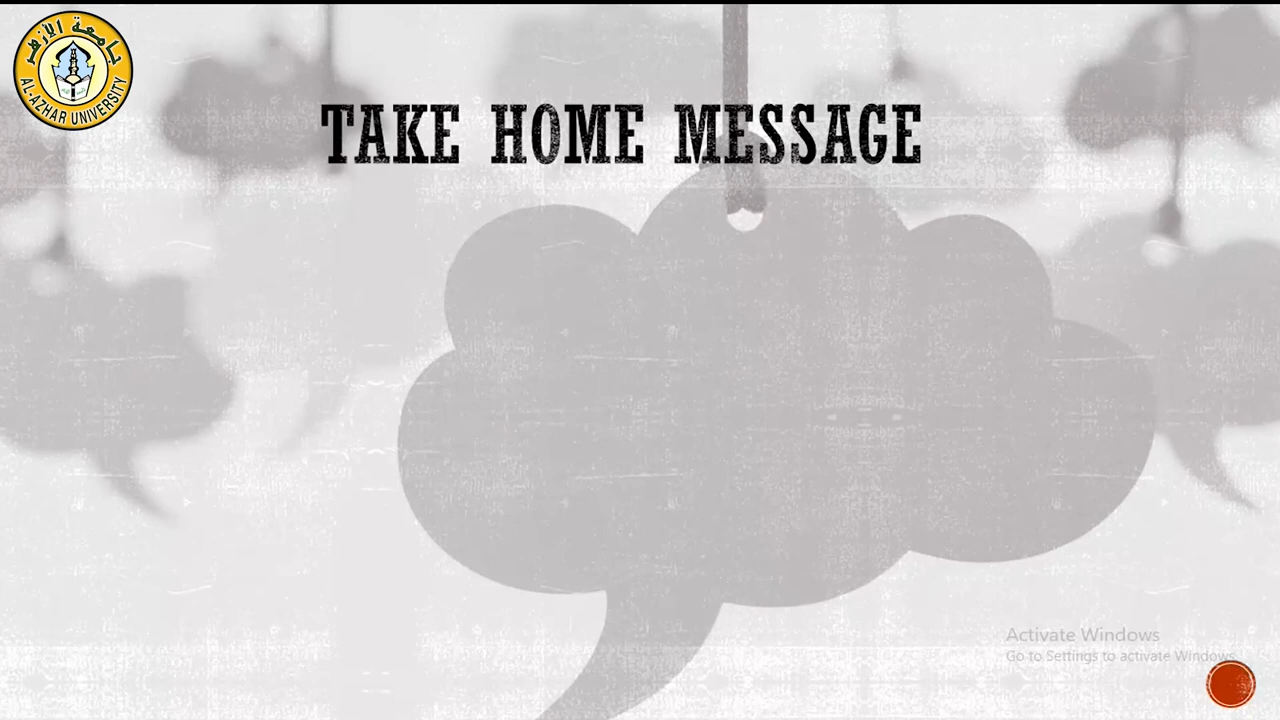 جامعة الأزهر
AL-AZHAR UNIVERSITY
TAKE HOME MESSAGE
Activate Windows
Go to Settings to activate Windows.